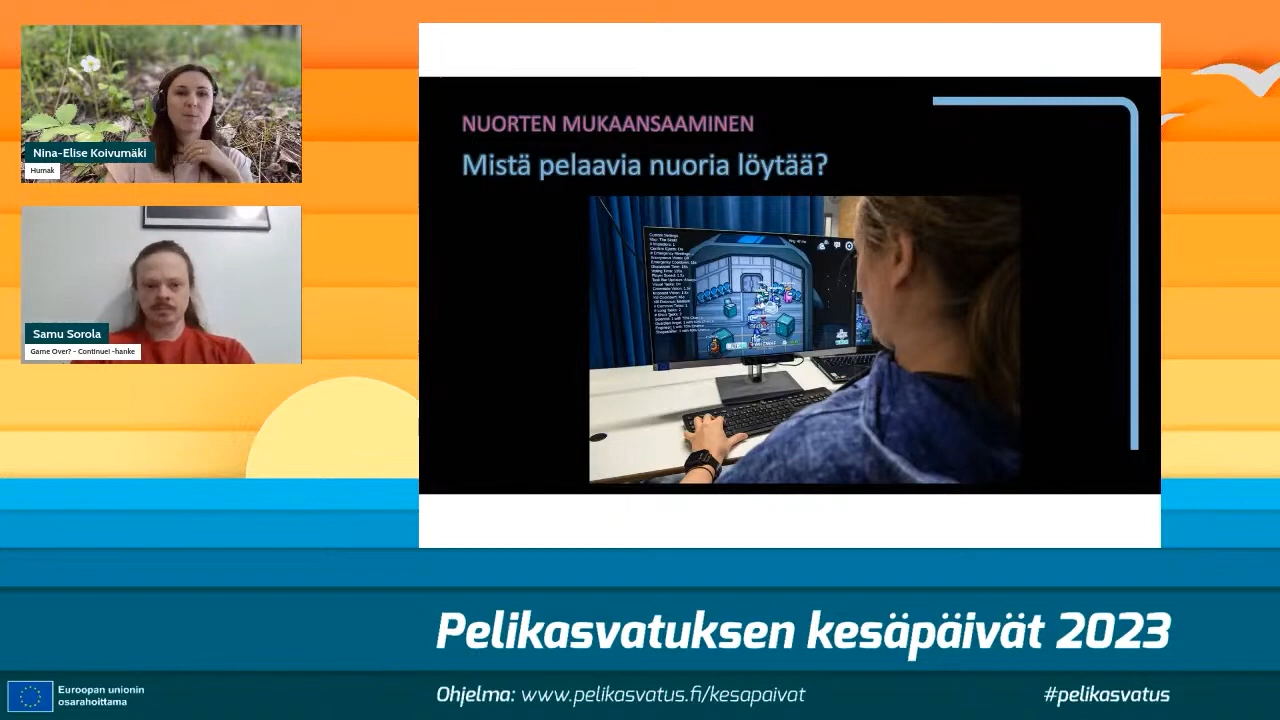 Nina-Elise Koivumäki
Humak
Samu Sorola
Game Over? - Continue! -hanke
NUORTEN MUKAANSAAMINEN
Mistä pelaavia nuoria löytää?
Pelikasvatuksen kesäpäivät 2023
Euroopan unionin
osarahoittama
Ohjelma: www.pelikasvatus.fi/kesapaivat
#pelikasvatus